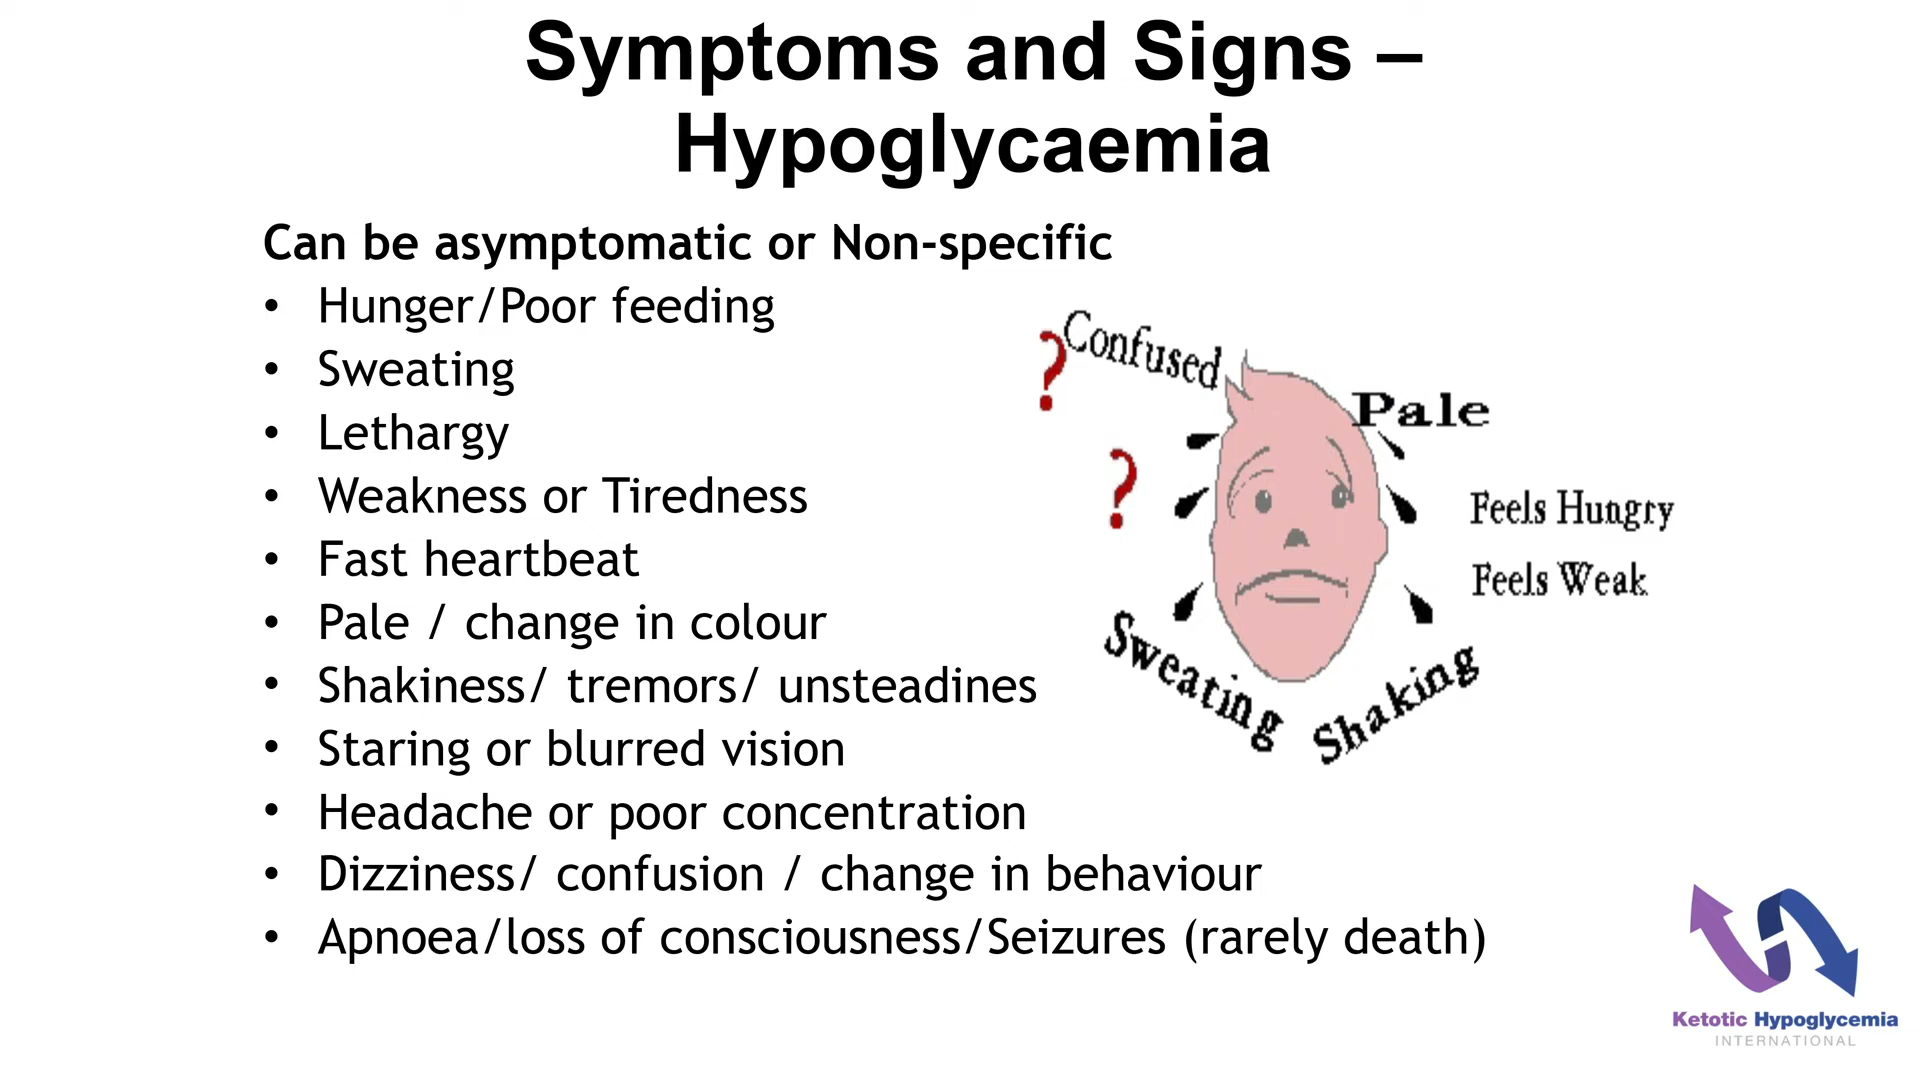 Symptoms and Signs –
Hypoglycaemia
Can be asymptomatic or Non-specific
• Hunger/Poor feeding
• Sweating
• Lethargy
• Weakness or Tiredness
• Fast heartbeat
• Pale / change in colour
• Shakiness/ tremors/ unsteadines
• Staring or blurred vision
• Headache or poor concentration
• Dizziness/ confusion / change in behaviour
• Apnoea/loss of consciousness/Seizures (rarely death)
? Confused
Pale
?
Feels Hungry
Feels Weak
Sweating
Shaking
Ketotic Hypoglycemia
INTERNATIONAL